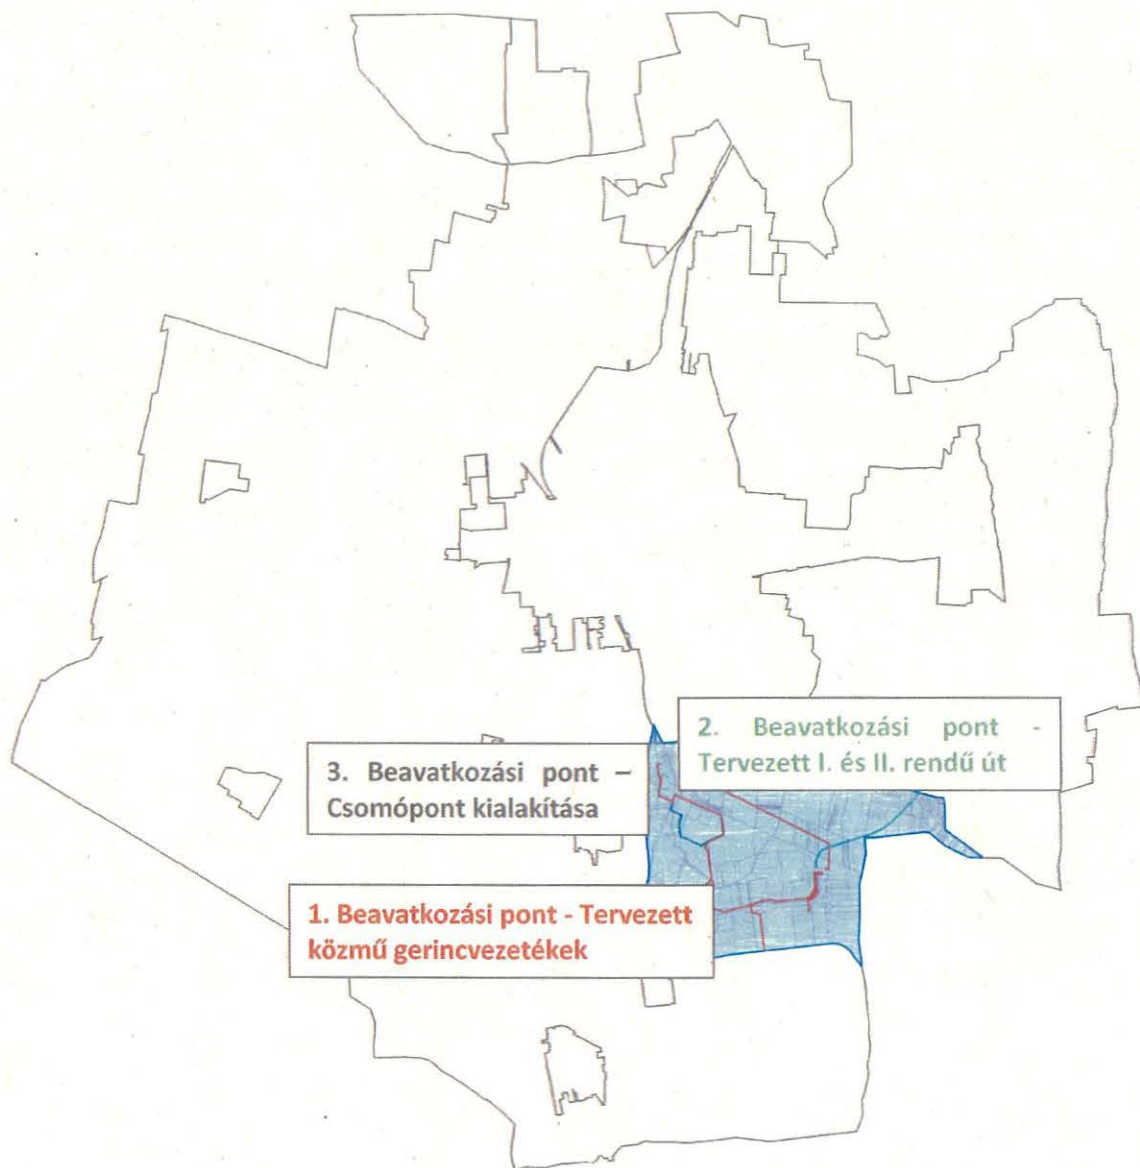 2. Beavatkozási pont -
Tervezett I. és II. rendű út
3. Beavatkozási pont –
Csomópont kialakítása
1. Beavatkozási pont - Tervezett
közmű gerincvezetékek